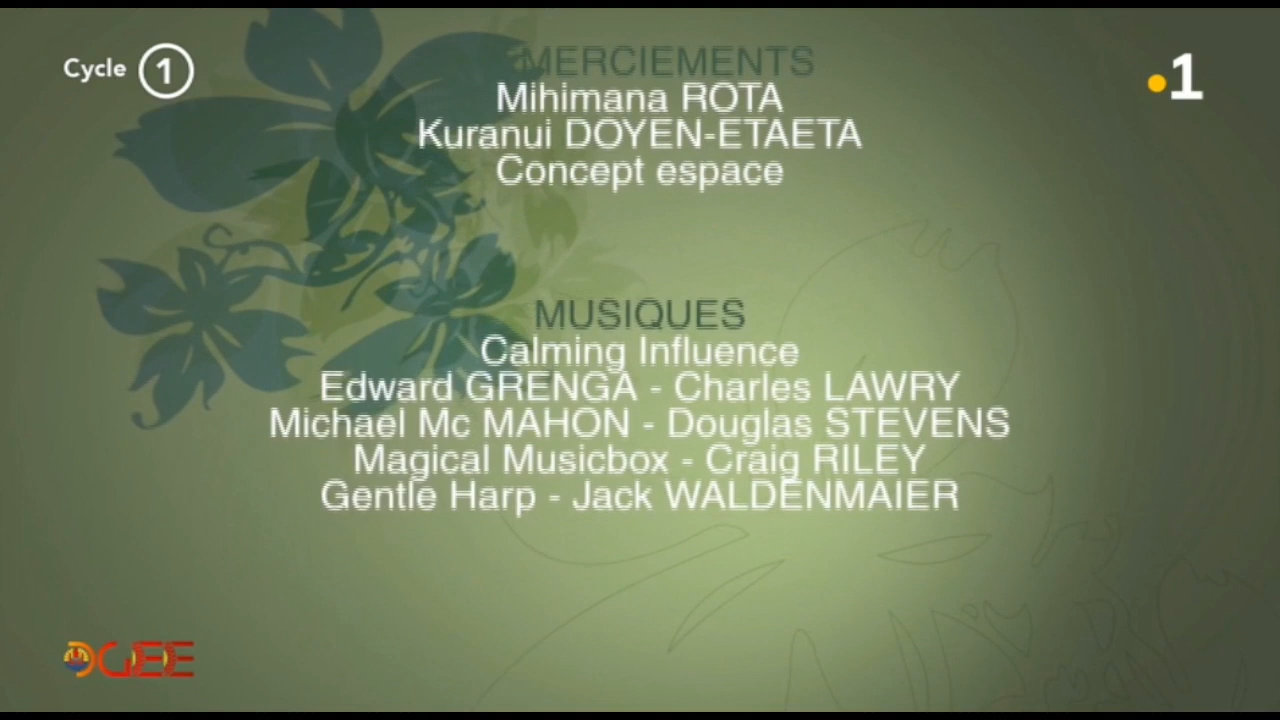 Cycle 1
1
MERCIEMENTS
Mihimana ROTA
Kuranui DOYEN-ETAETA
Concept espace
MUSIQUES
Calming Influence
Edward GRENGA - Charles LAWRY
Michael Mc MAHON - Douglas STEVENS
Magical Musicbox - Craig RILEY
Gentle Harp - Jack WALDENMAIER
DGEE